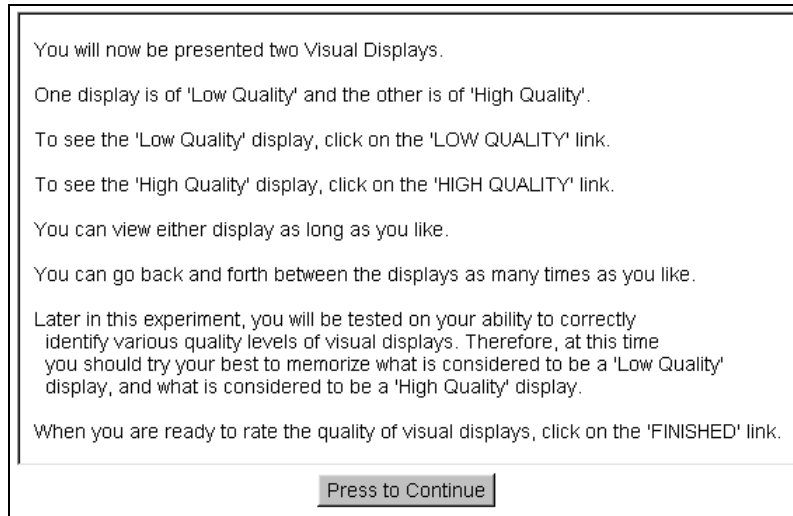 You will now be presented two Visual Displays.
One display is of 'Low Quality' and the other is of 'High Quality'.
To see the 'Low Quality' display, click on the 'LOW QUALITY' link.
To see the 'High Quality' display, click on the 'HIGH QUALITY' link.
You can view either display as long as you like.
You can go back and forth between the displays as many times as you like.
Later in this experiment, you will be tested on your ability to correctly
identify various quality levels of visual displays. Therefore, at this time
you should try your best to memorize what is considered to be a 'Low Quality'
display, and what is considered to be a 'High Quality' display.
When you are ready to rate the quality of visual displays, click on the 'FINISHED' link.
Press to Continue